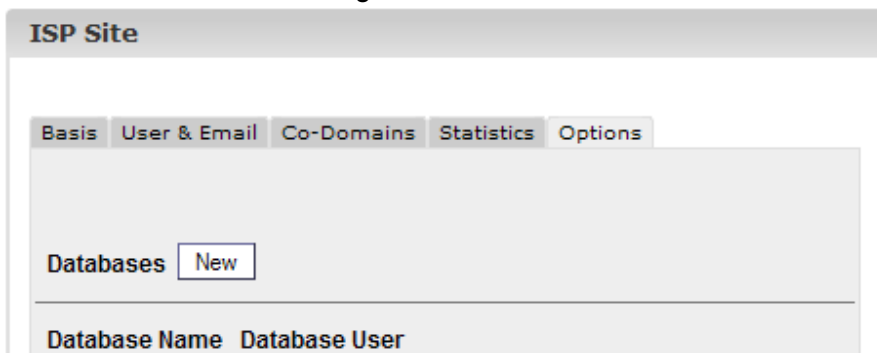 ISP Site
Basis User & Email Co-Domains Statistics Options
Databases New
Database Name Database User